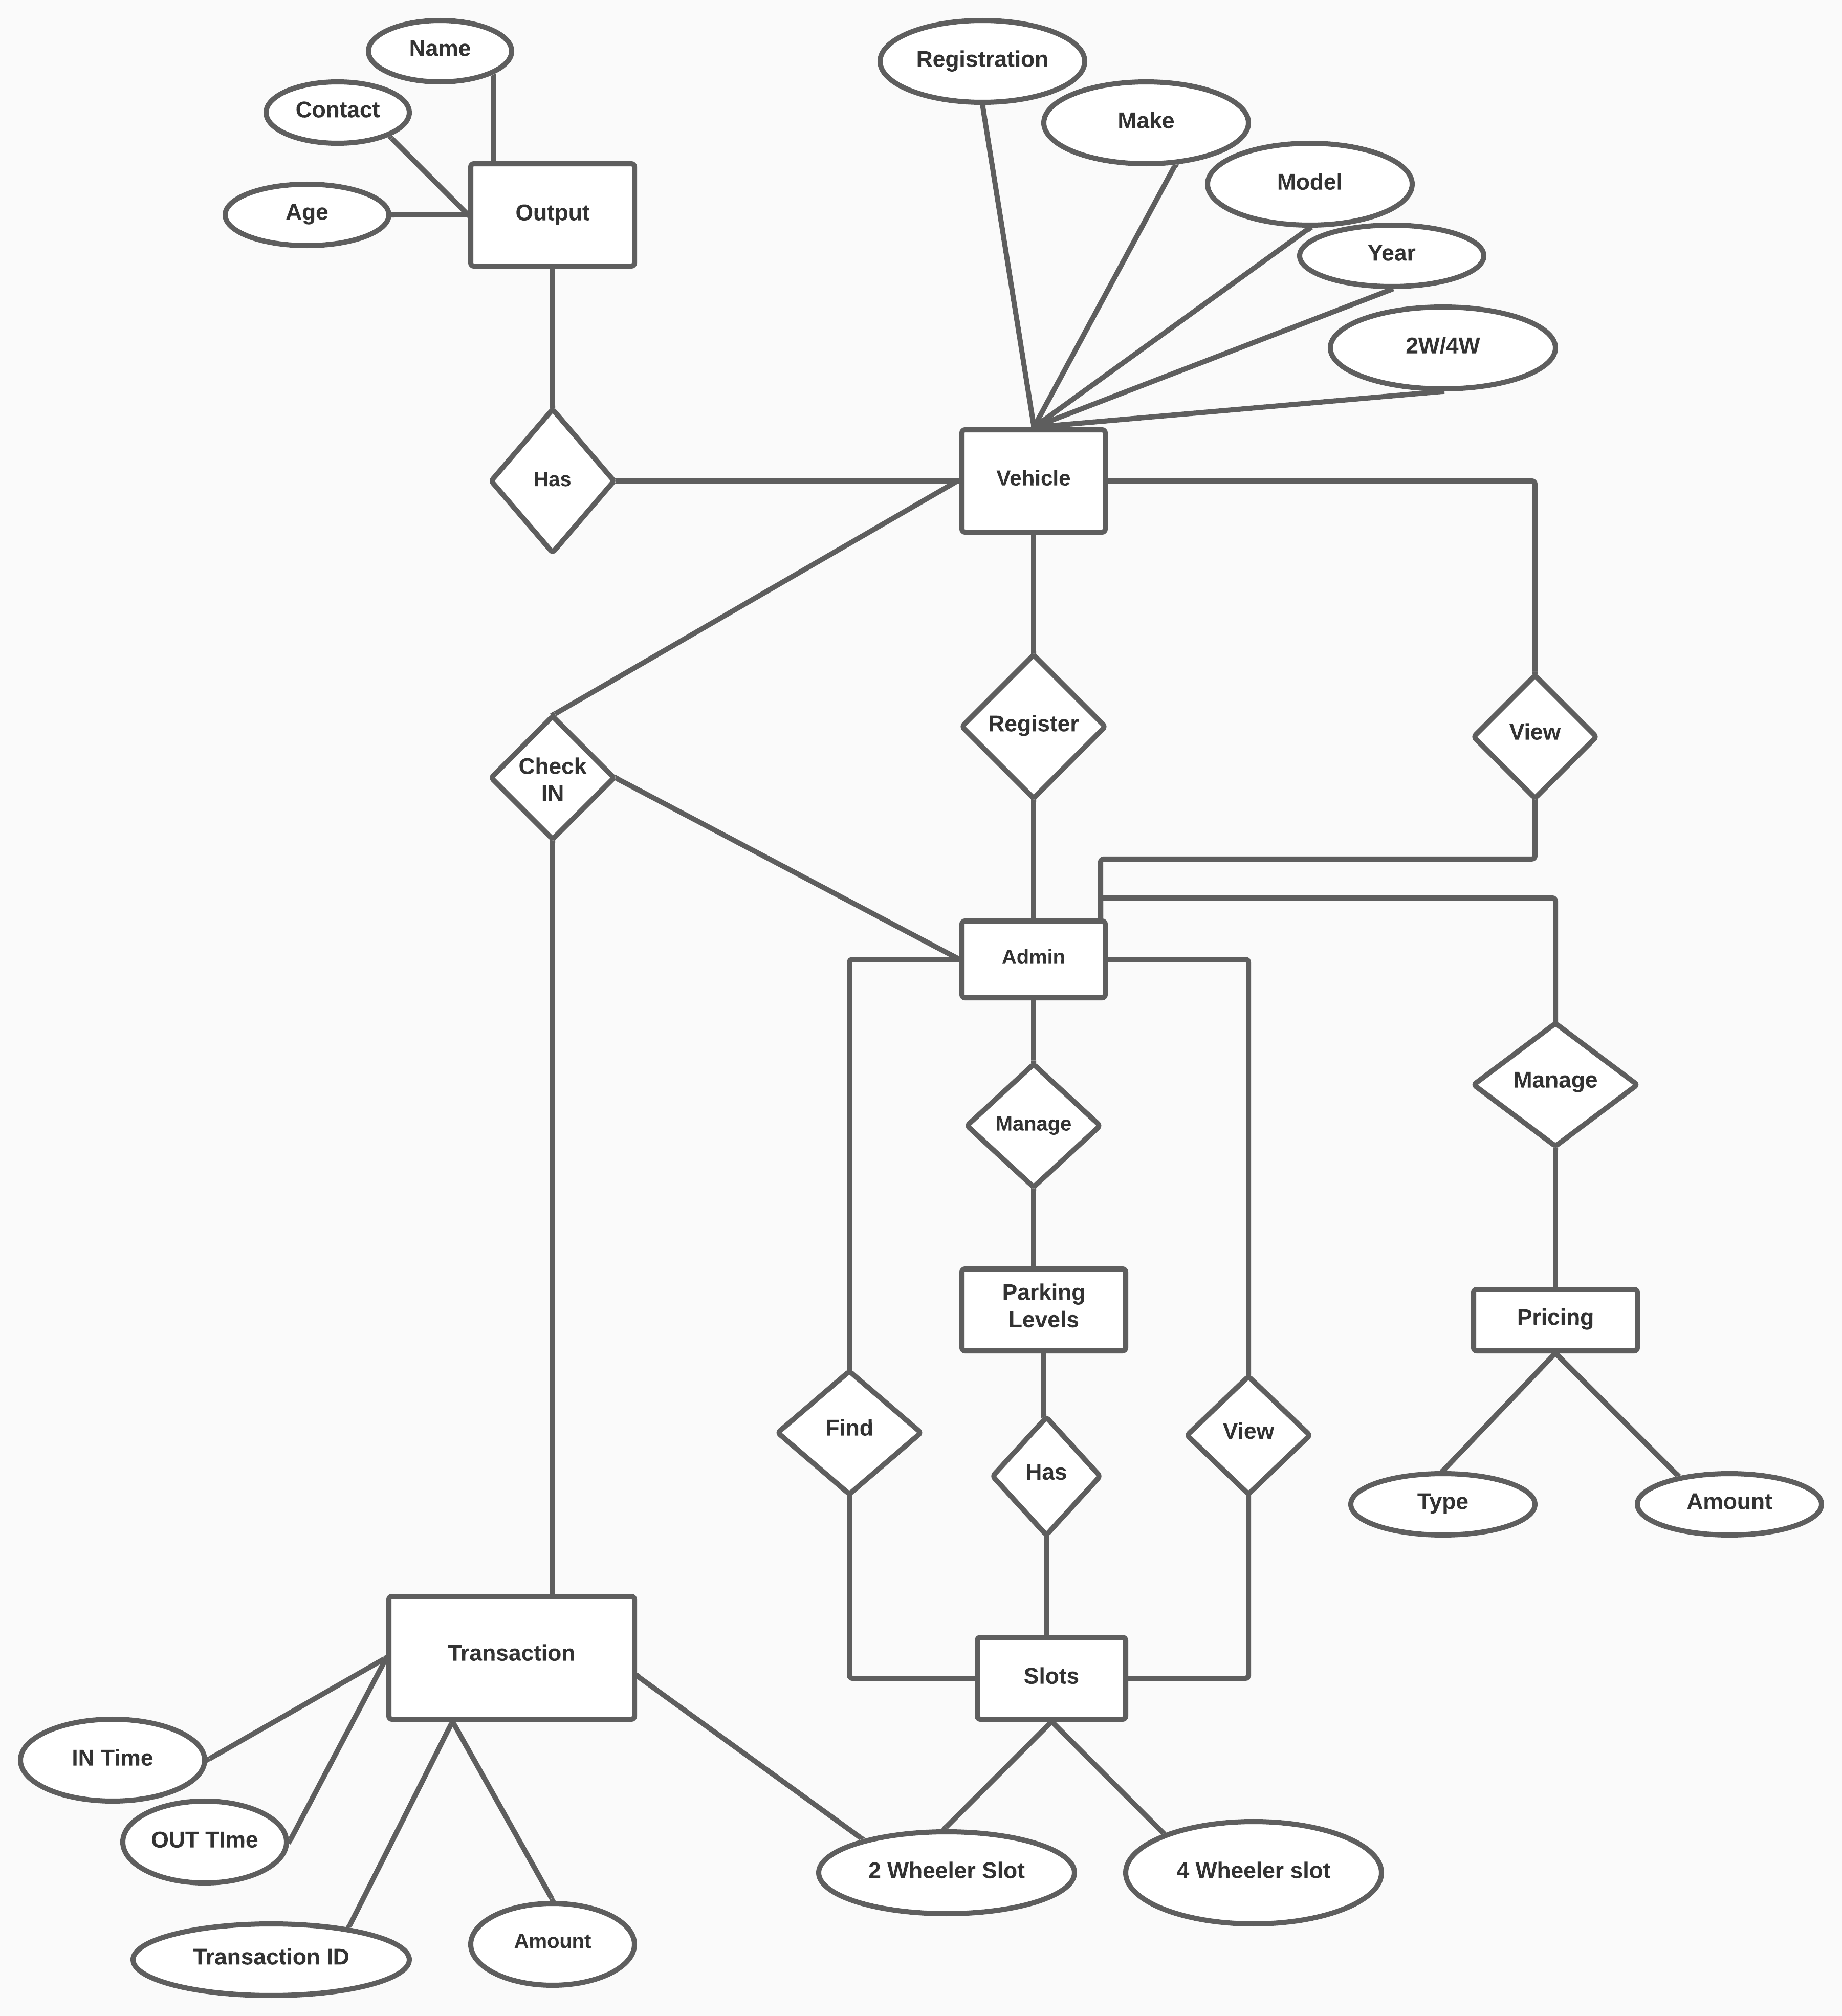 Name
Registration
Contact
Make
Model
Age
Output
Year
2W/4W
Has
Vehicle
Check
IN
Register
View
Admin
Manage
Manage
Parking
Levels
Pricing
Find
View
Has
Type
Amount
Transaction
Slots
IN Time
OUT TIme
2 Wheeler Slot
4 Wheeler slot
Transaction ID
Amount